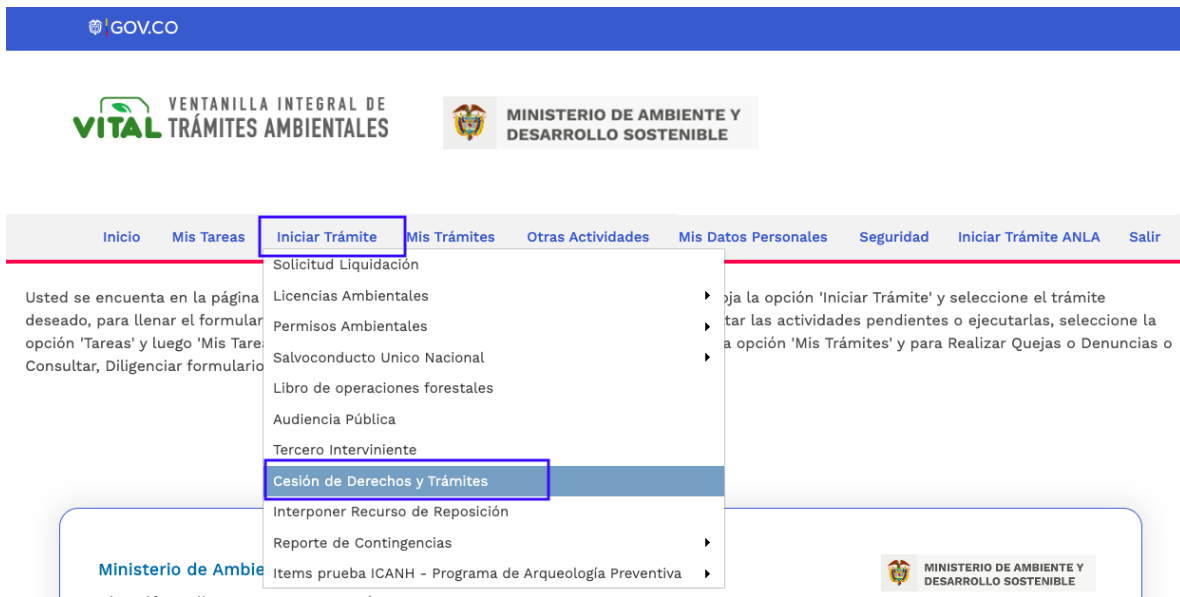 GOV.CO
VITAL
VENTANILLA INTEGRAL DE
TRÁMITES AMBIENTALES
MINISTERIO DE AMBIENTE Y
DESARROLLO SOSTENIBLE
Inicio Mis Tareas Iniciar Trámite Mis Trámites Otras Actividades Mis Datos Personales Seguridad Iniciar Trámite ANLA Salir
Solicitud Liquidación
Licencias Ambientales
Permisos Ambientales
Salvoconducto Unico Nacional
Libro de operaciones forestales
Audiencia Pública
Tercero Interviniente
Cesión de Derechos y Trámites
Interponer Recurso de Reposición
Reporte de Contingencias
Items prueba ICANH - Programa de Arqueología Preventiva
Usted se encuenta en la página la opción 'Iniciar Trámite' y seleccione el trámite
deseado, para llenar el las actividades pendientes o ejecutarlas, seleccione la
opción 'Tareas' y luego 'Mis opción 'Mis Trámites' y para Realizar Quejas o Denuncias o
Consultar, Diligenciar formulario
Ministerio de
MINISTERIO DE AMBIENTE Y
DESARROLLO SOSTENIBLE